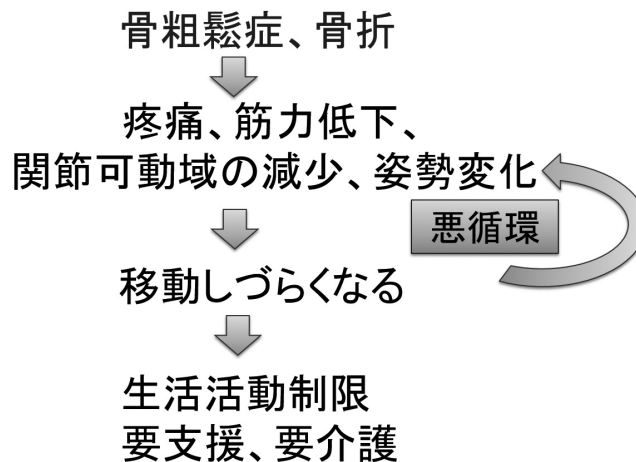 骨粗鬆症、骨折
疼痛、筋力低下、
関節可動域の減少、姿勢変化
悪循環
移動しづらくなる
生活活動制限
要支援、要介護